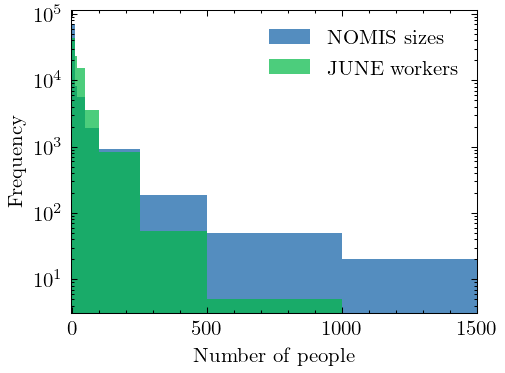 NOMIS sizes
JUNE workers
Frequency
10^5
10^4
10^3
10^2
10^1
0 500 1000 1500
Number of people